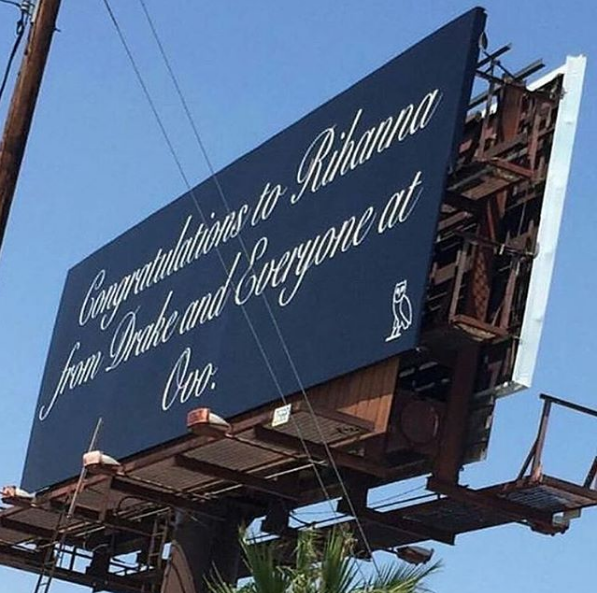 Congratulations to Rihanna
from Drake and Everyone at
Ovo.